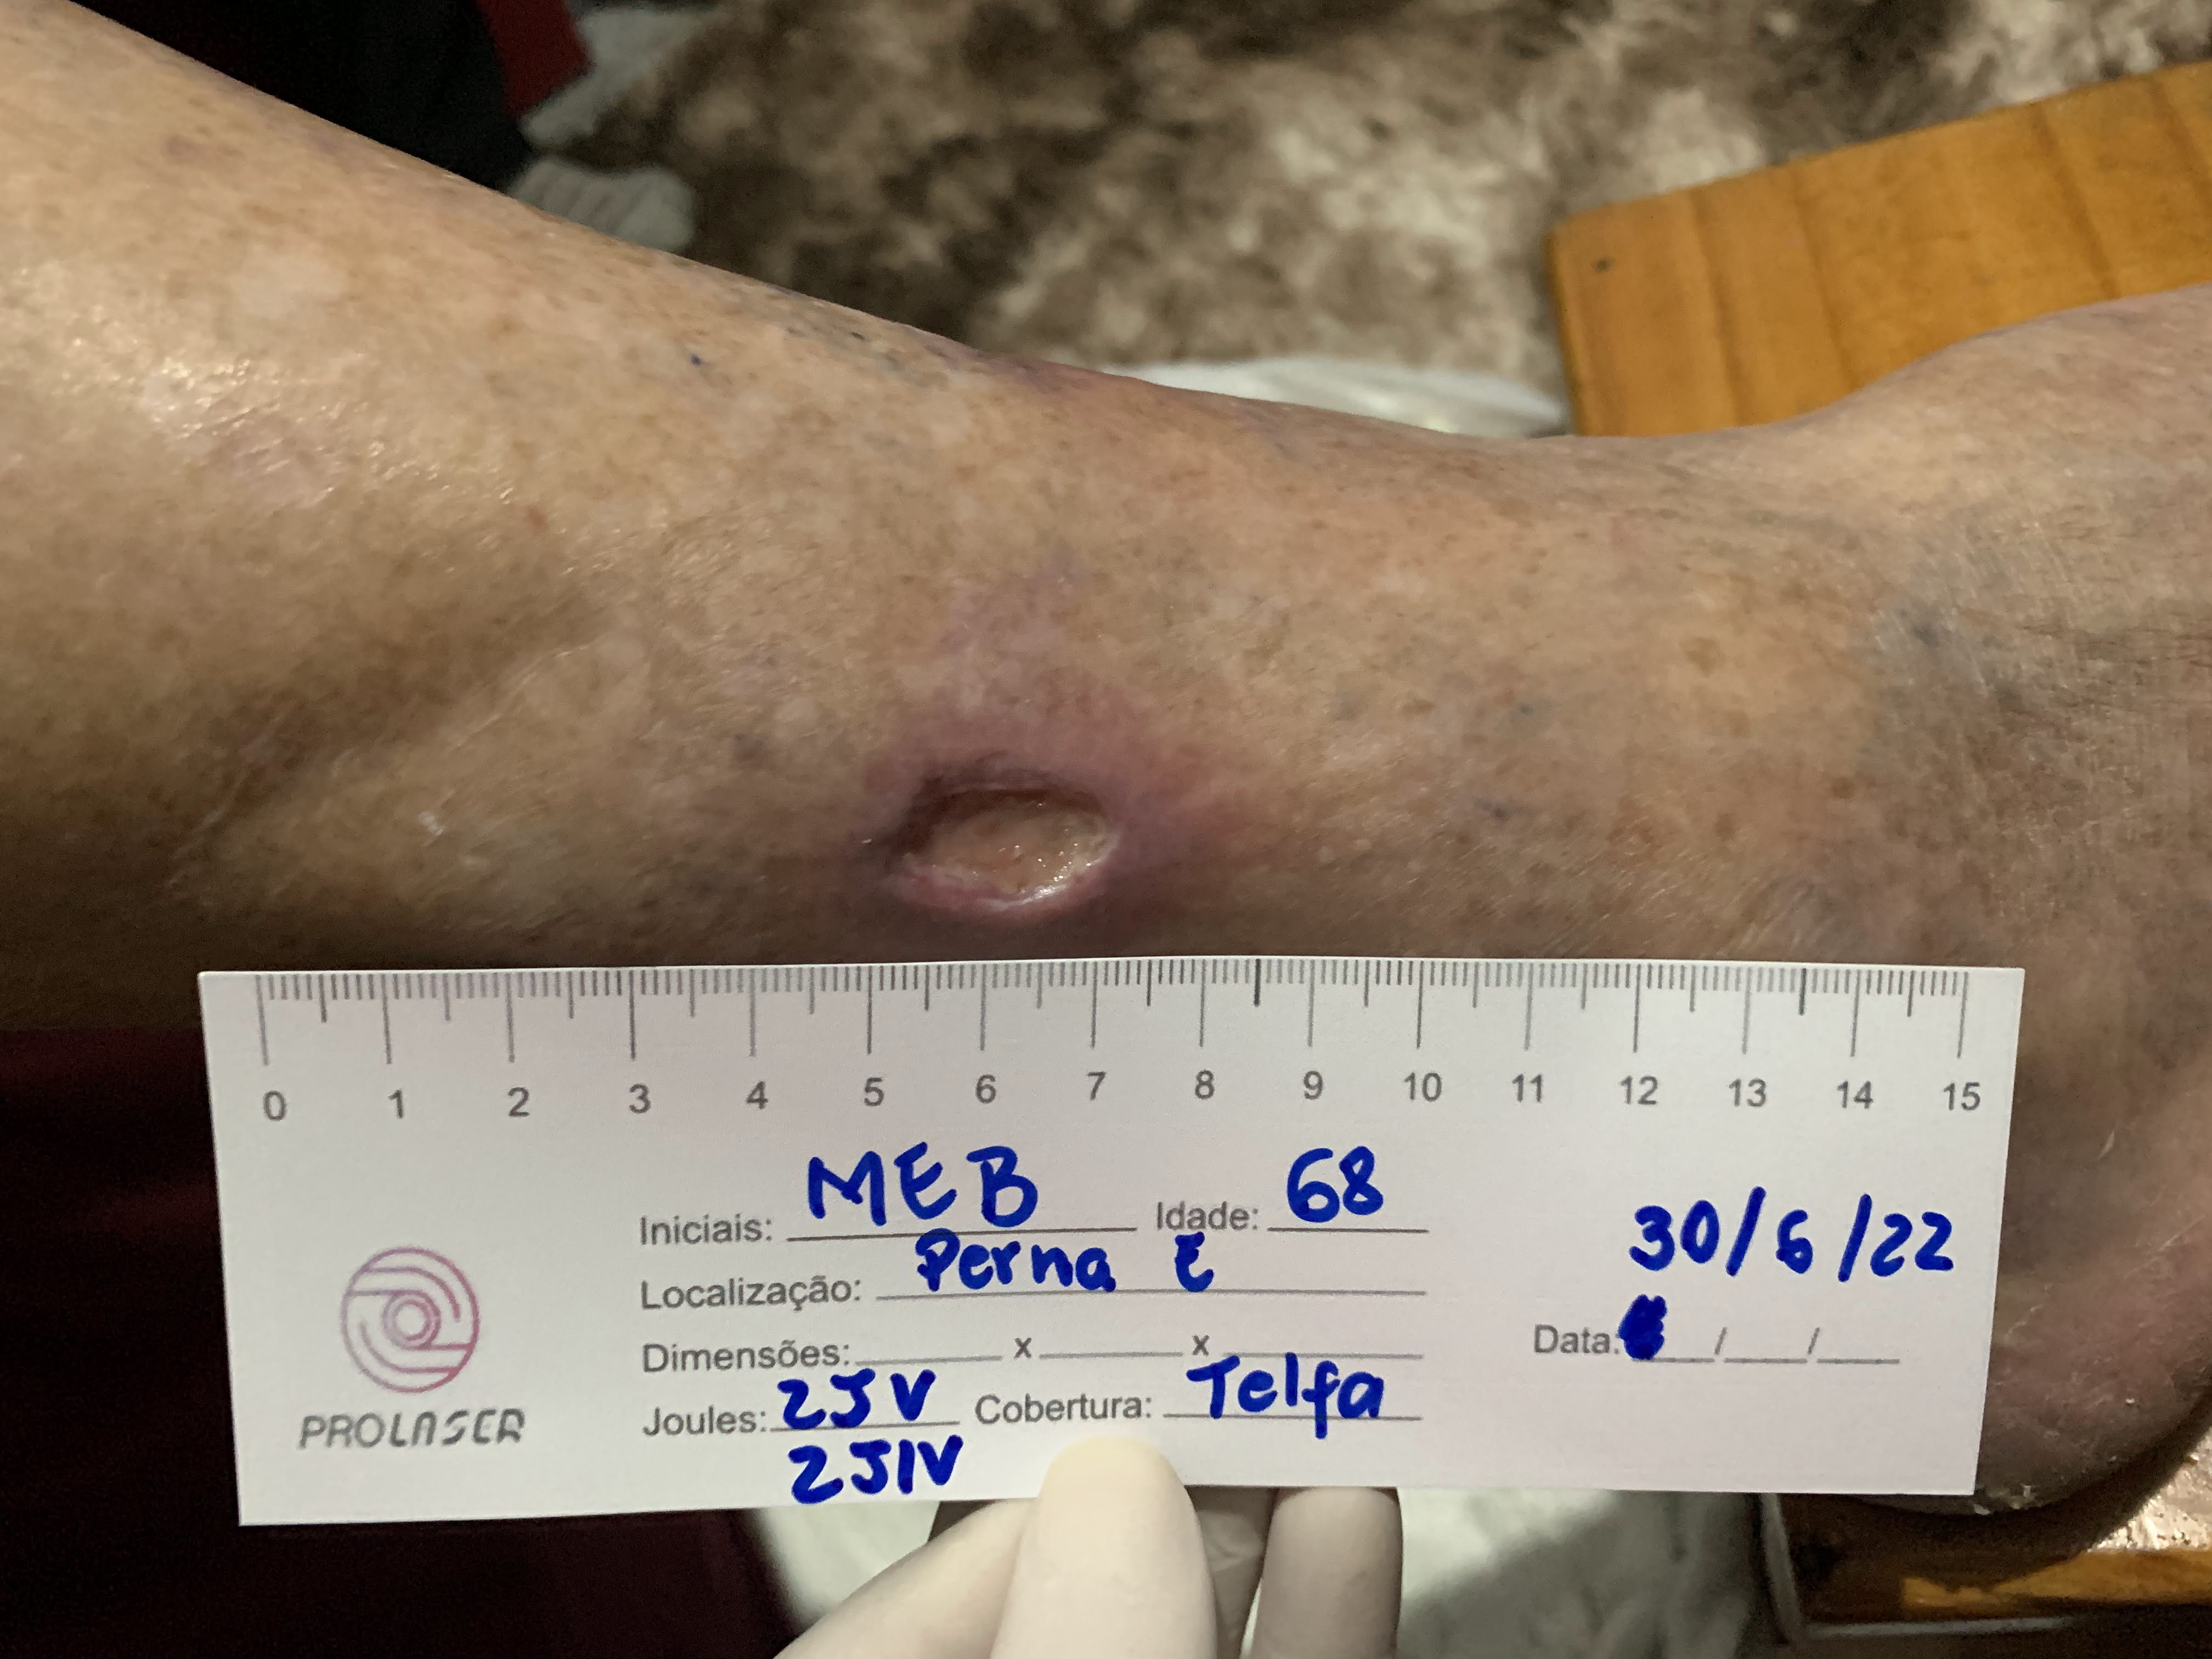 0 1 2 3 4 5 6 7 8 9 10 11 12 13 14 15
Iniciais: MEB Idade: 68
30/6/22
Localização: Perna E
Dimensões: x x
Data: / /
Joules: 2JV Cobertura: Telfa
2JIV
PROLASER